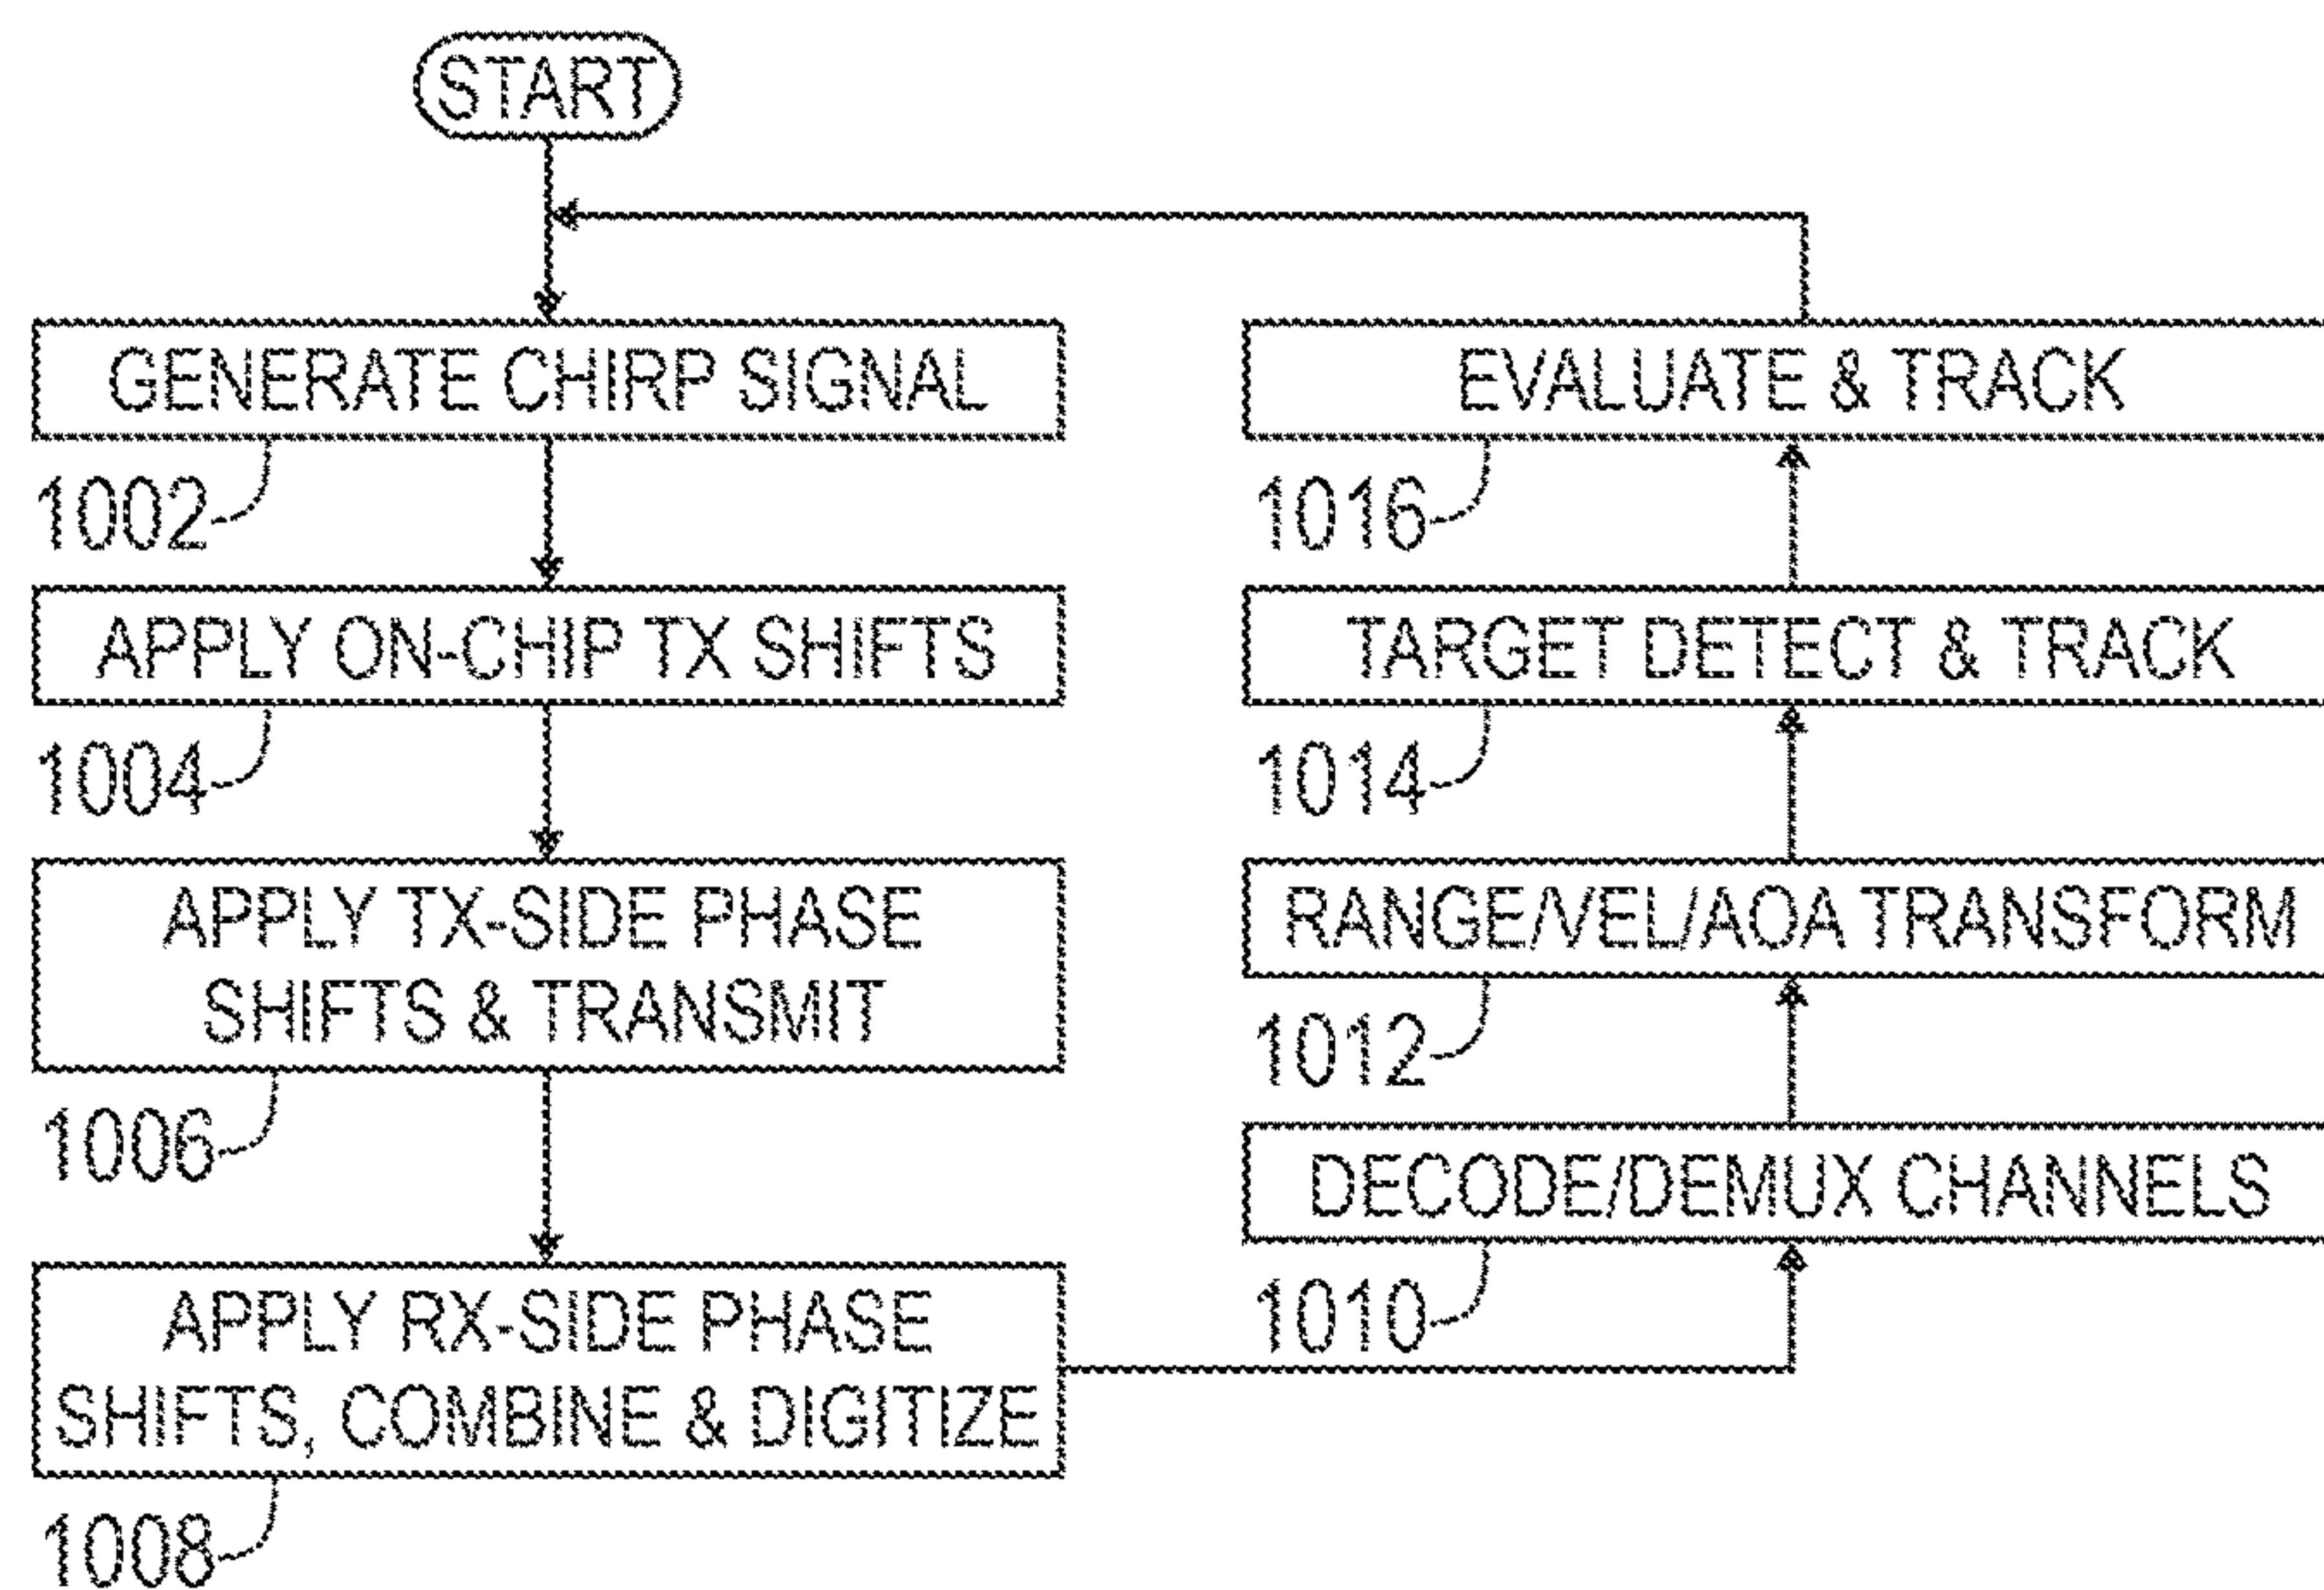 START
GENERATE CHIRP SIGNAL
1002
APPLY ON-CHIP TX SHIFTS
1004
APPLY TX-SIDE PHASE
SHIFTS & TRANSMIT
1006
APPLY RX-SIDE PHASE
SHIFTS, COMBINE & DIGITIZE
1008
EVALUATE & TRACK
1016
TARGET DETECT & TRACK
1014
RANGE/VEL/AOA TRANSFORM
1012
DECODE/DEMUX CHANNELS
1010